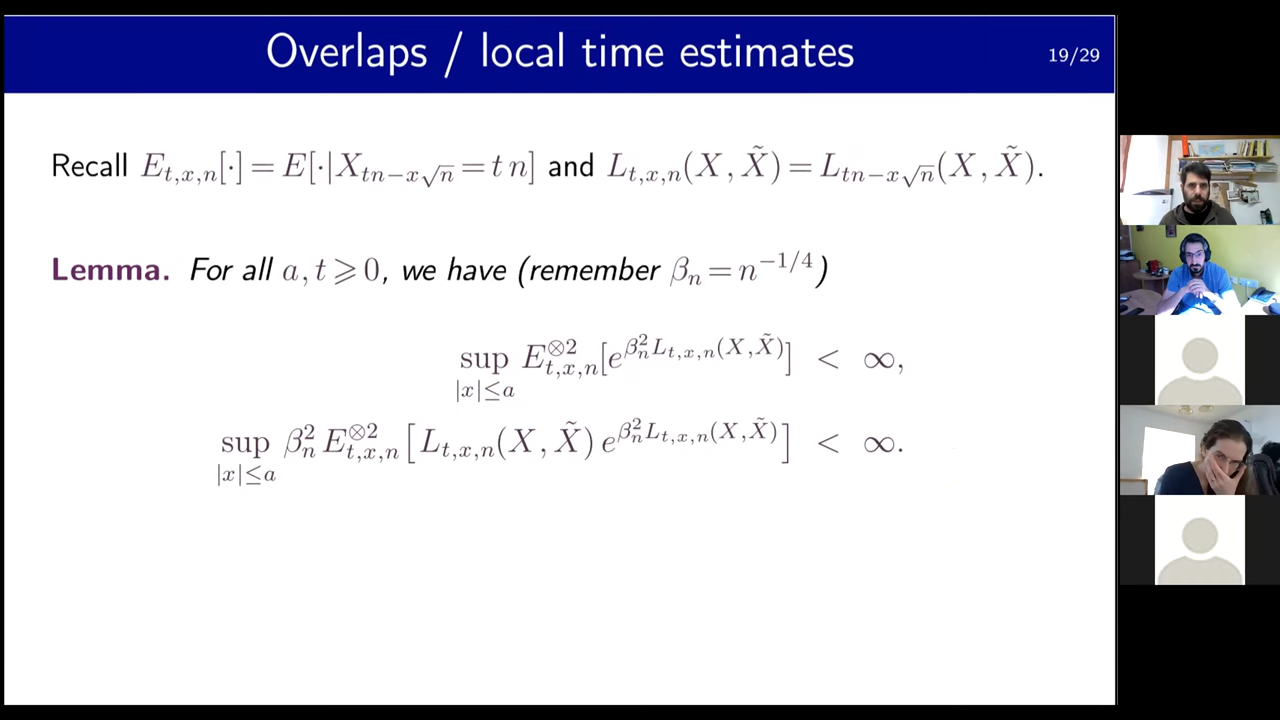 Overlaps / local time estimates
19/29
Recall $E_{t,x,n}[\cdot] = E[\cdot|X_{tn-x\sqrt{n}} = t\,n]$ and $L_{t,x,n}(X, \tilde{X}) = L_{tn-x\sqrt{n}}(X, \tilde{X})$.
Lemma. For all $a, t \geqslant 0$, we have (remember $\beta_n = n^{-1/4}$)
$\sup_{|x| \leq a} E^{\otimes 2}_{t,x,n}[e^{\beta_n^2 L_{t,x,n}(X,\tilde{X})}] < \infty,$
$\sup_{|x| \leq a} \beta_n^2 E^{\otimes 2}_{t,x,n}[L_{t,x,n}(X, \tilde{X}) e^{\beta_n^2 L_{t,x,n}(X,\tilde{X})}] < \infty.$